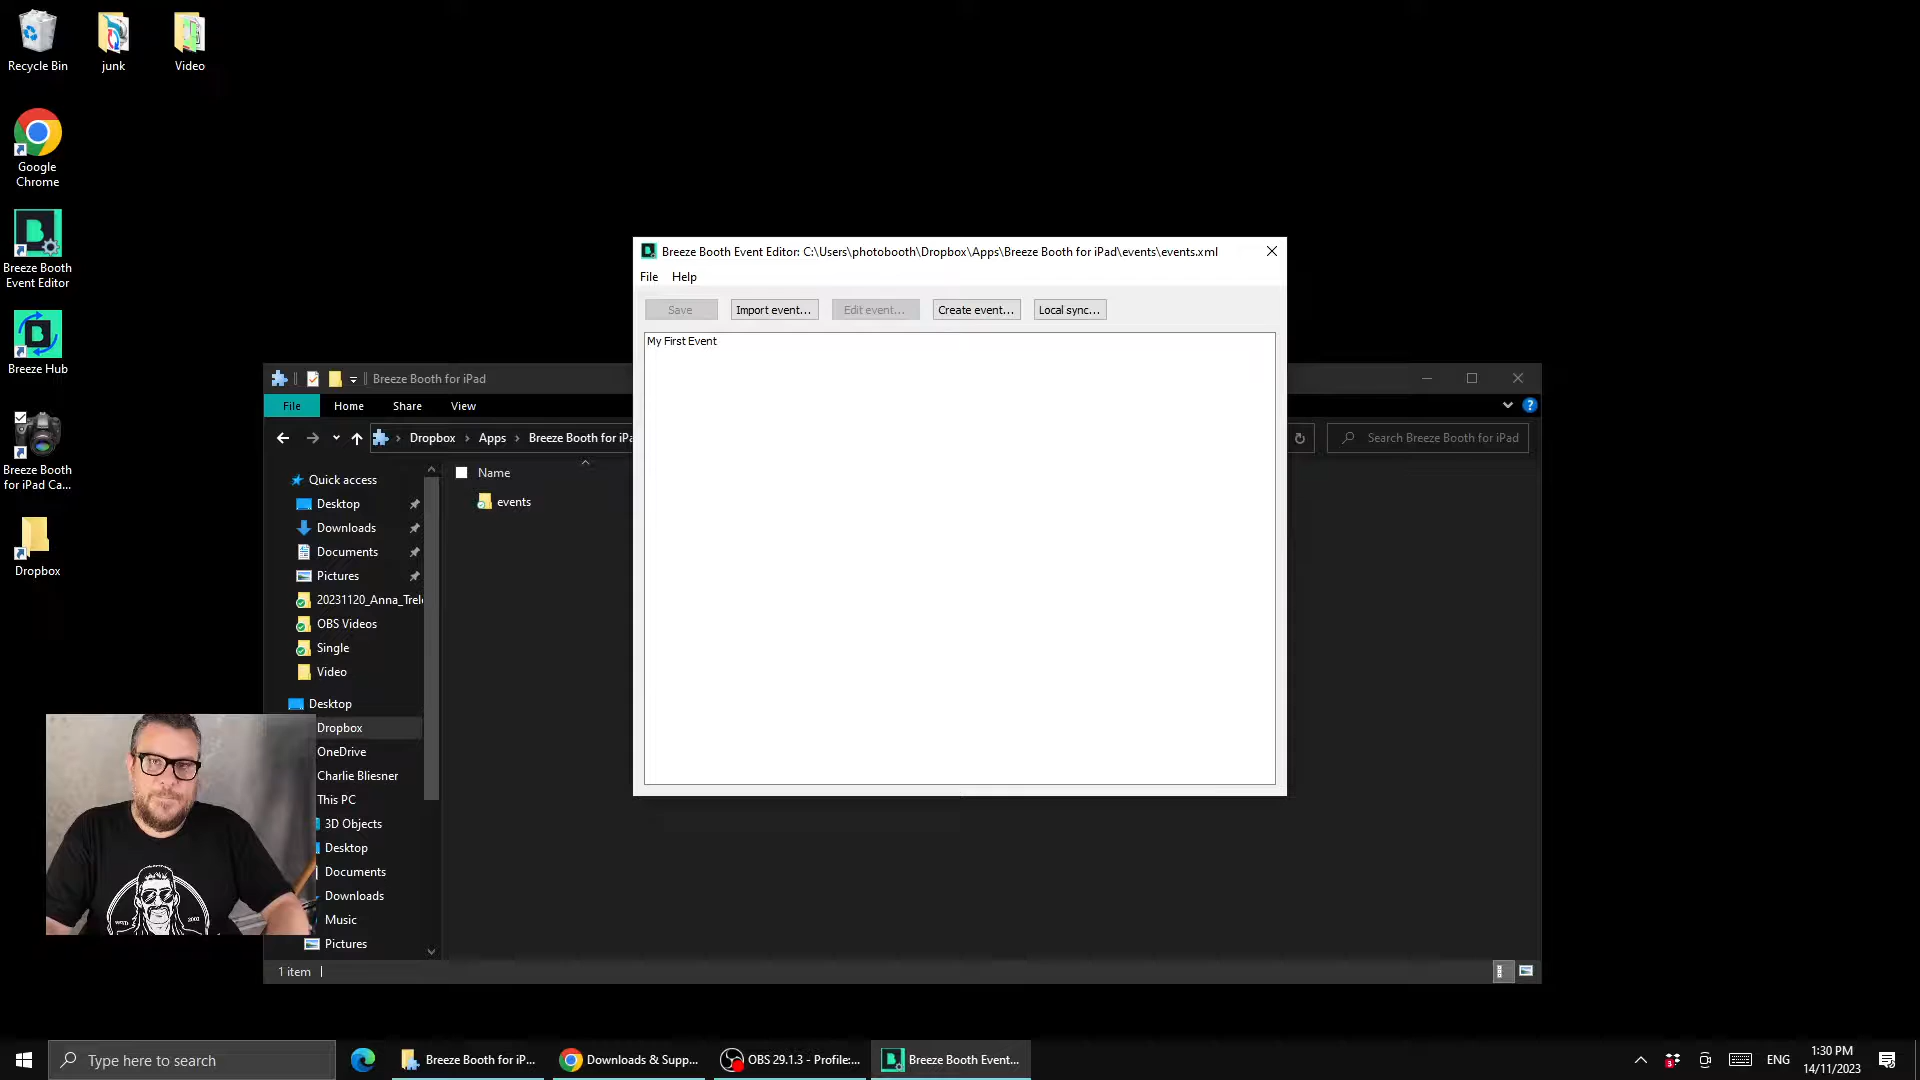 Recycle Bin
junk
Video
Google
Chrome
Breeze Booth
Event Editor
Breeze Hub
Breeze Booth
for iPad Ca...
Dropbox
Breeze Booth Event Editor: C:\Users\photobooth\Dropbox\Apps\Breeze Booth for iPad\events\events.xml
File Help
Save Import event... Edit event... Create event... Local sync...
My First Event
Breeze Booth for iPad
File Home Share View
Dropbox › Apps › Breeze Booth for iPa
Search Breeze Booth for iPad
Name
events
Quick access
Desktop
Downloads
Documents
Pictures
20231120_Anna_Trel
OBS Videos
Single
Video
Desktop
Dropbox
OneDrive
Charlie Bliesner
This PC
3D Objects
Desktop
Documents
Downloads
Music
Pictures
1 item
Type here to search
Breeze Booth for iP...
Downloads & Supp...
OBS 29.1.3 - Profile:...
Breeze Booth Event...
ENG
1:30 PM
14/11/2023